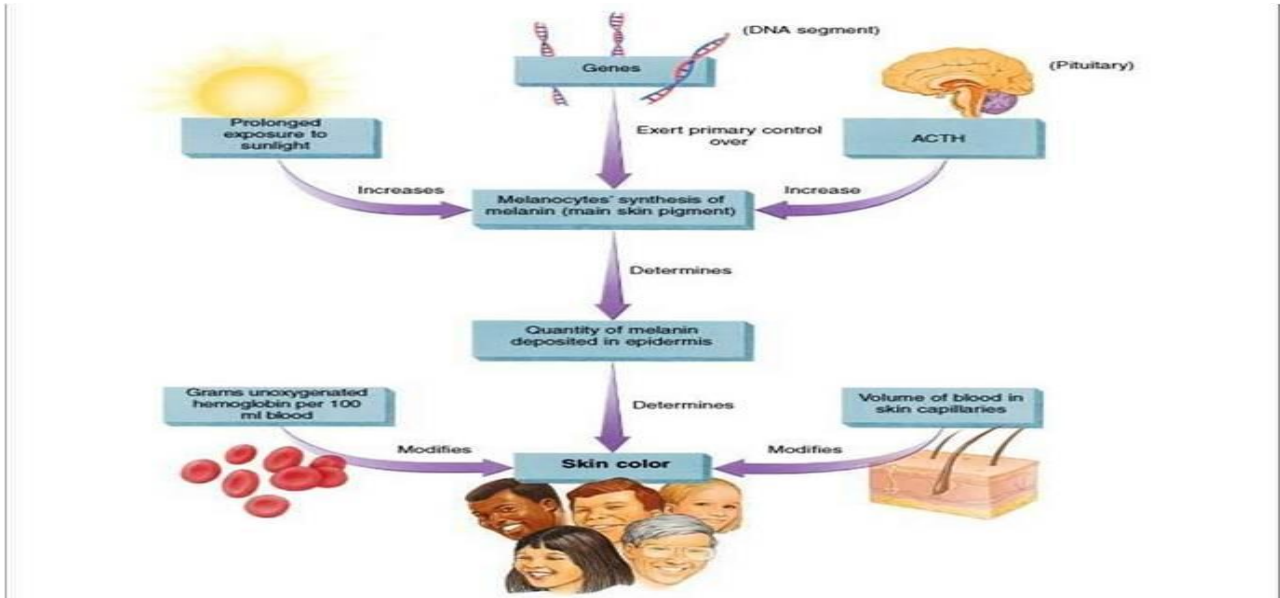 (DNA segment)
Genes
(Pituitary)
Prolonged
exposure to
sunlight
Exert primary control
over
ACTH
Increases
Melanocytes' synthesis of
melanin (main skin pigment)
Increase
Determines
Quantity of melanin
deposited in epidermis
Grams unoxygenated
hemoglobin per 100
ml blood
Determines
Volume of blood in
skin capillaries
Modifies
Skin color
Modifies